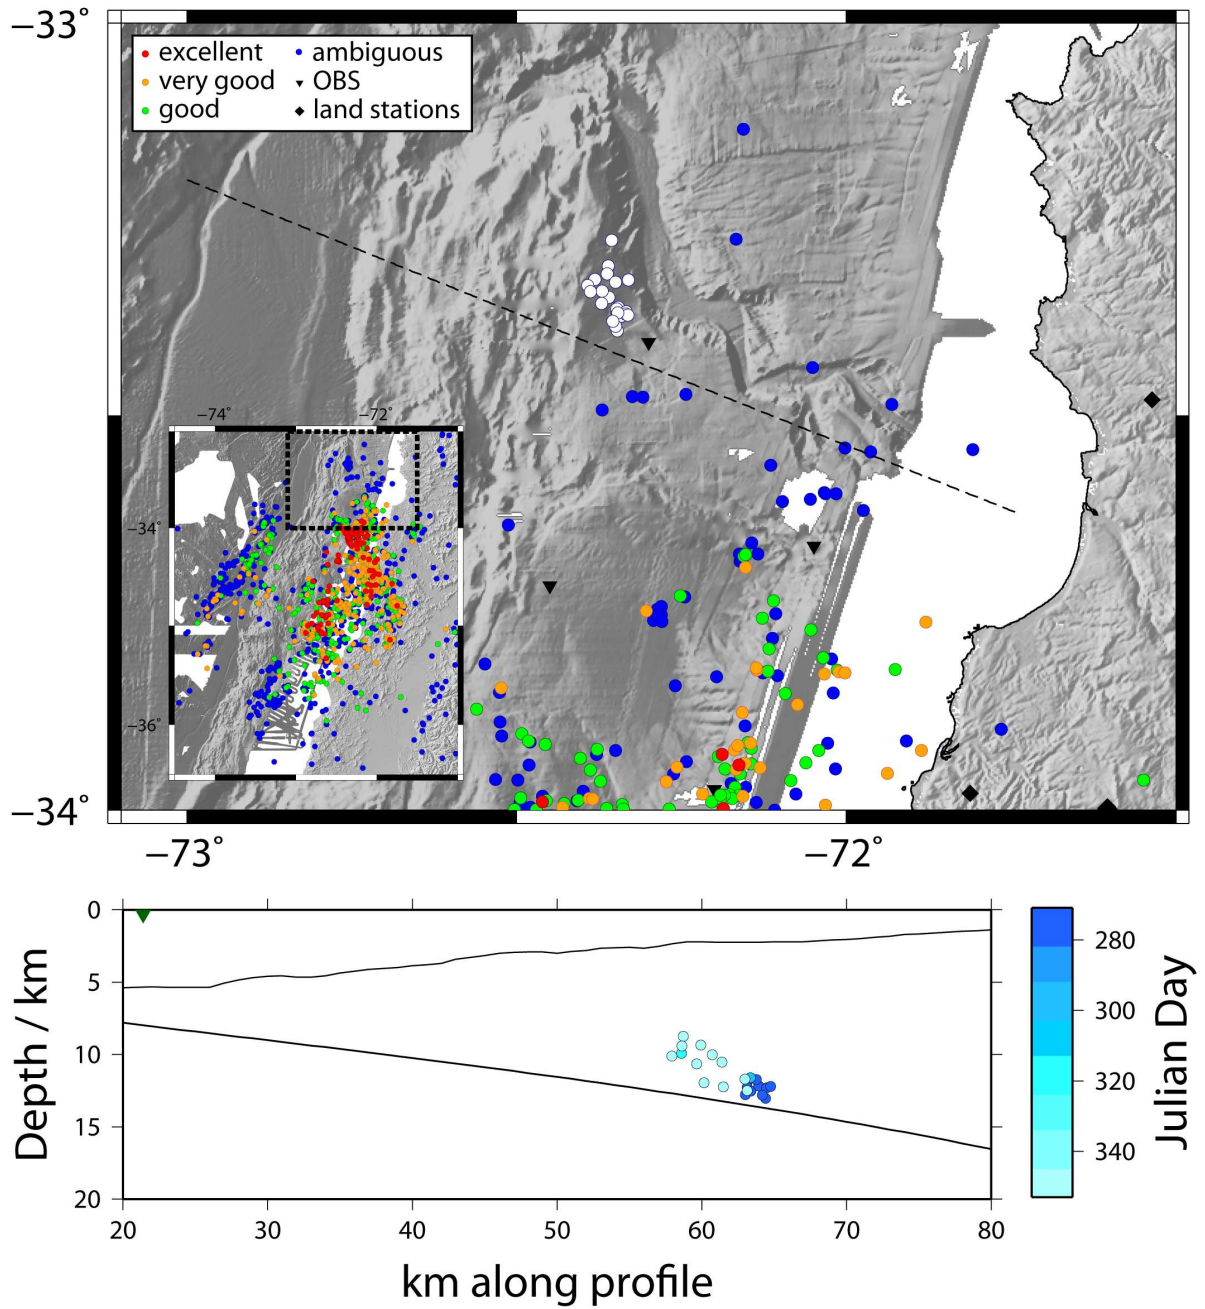 −33°
excellent
ambiguous
very good
OBS
good
land stations
−74°
−72°
−34°
−36°
−34°
−73°
−72°
0
5
10
15
20
Depth / km
20
30
40
50
60
70
80
km along profile
280
300
320
340
Julian Day